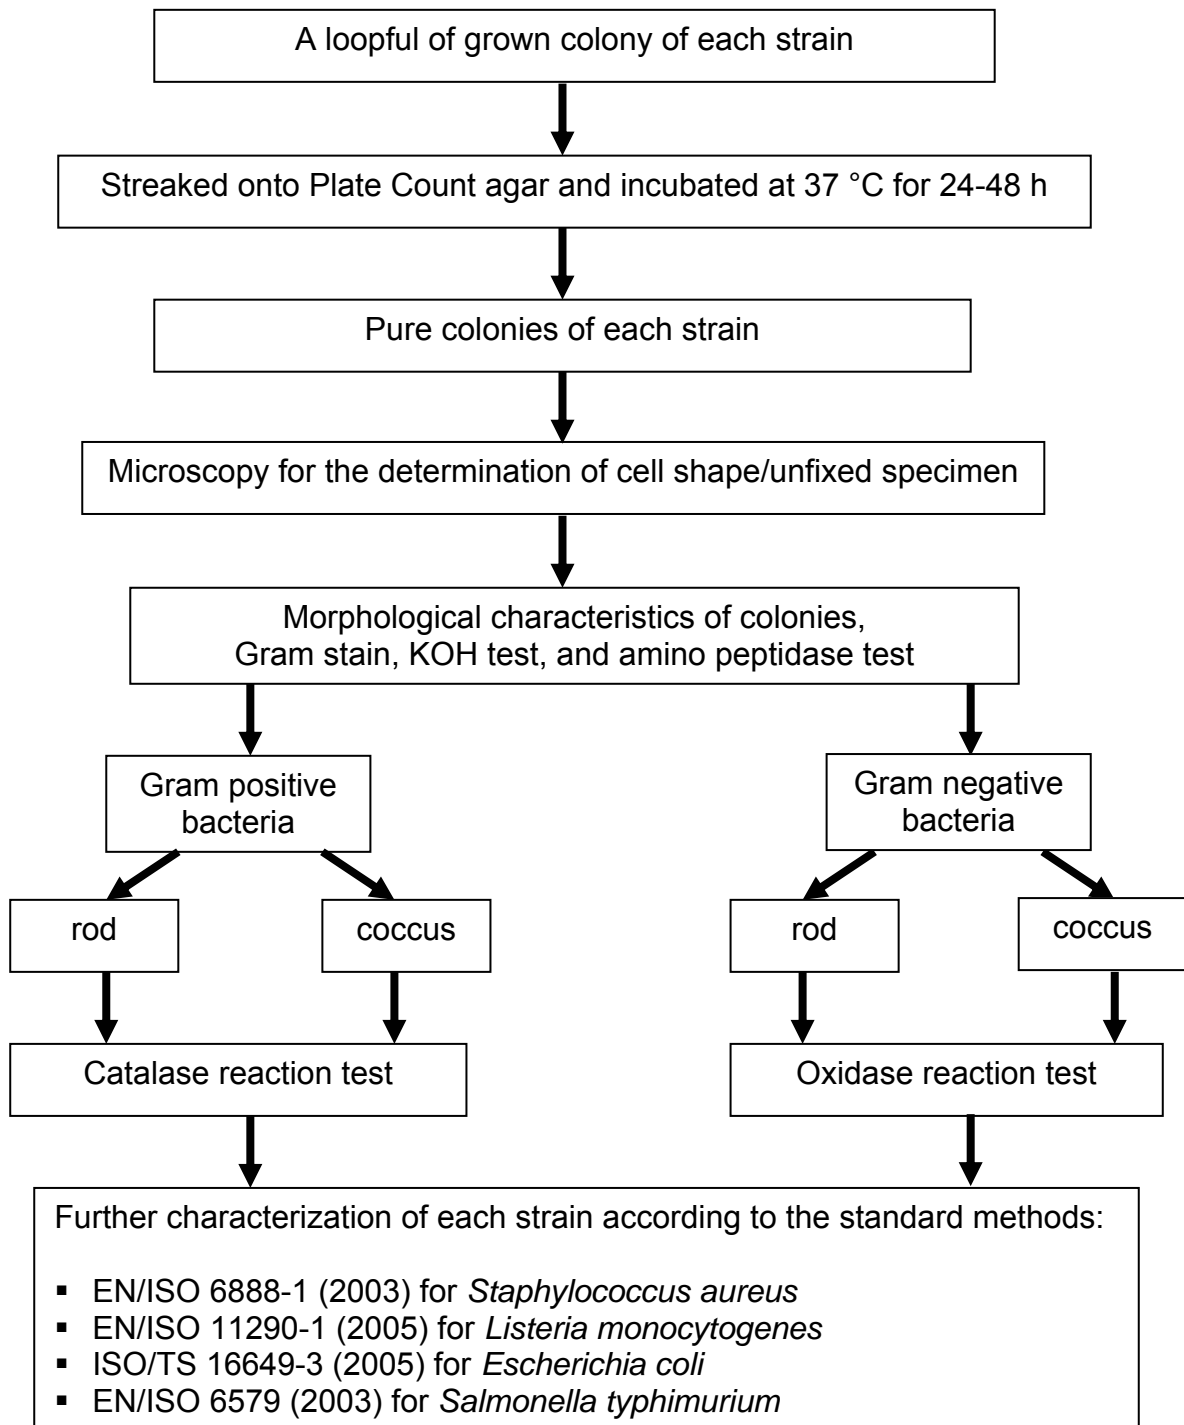 A loopful of grown colony of each strain
Streaked onto Plate Count agar and incubated at 37 °C for 24-48 h
Pure colonies of each strain
Microscopy for the determination of cell shape/unfixed specimen
Morphological characteristics of colonies,
Gram stain, KOH test, and amino peptidase test
Gram positive
bacteria
Gram negative
bacteria
rod
coccus
rod
coccus
Catalase reaction test
Oxidase reaction test
Further characterization of each strain according to the standard methods:
▪ EN/ISO 6888-1 (2003) for Staphylococcus aureus
▪ EN/ISO 11290-1 (2005) for Listeria monocytogenes
▪ ISO/TS 16649-3 (2005) for Escherichia coli
▪ EN/ISO 6579 (2003) for Salmonella typhimurium